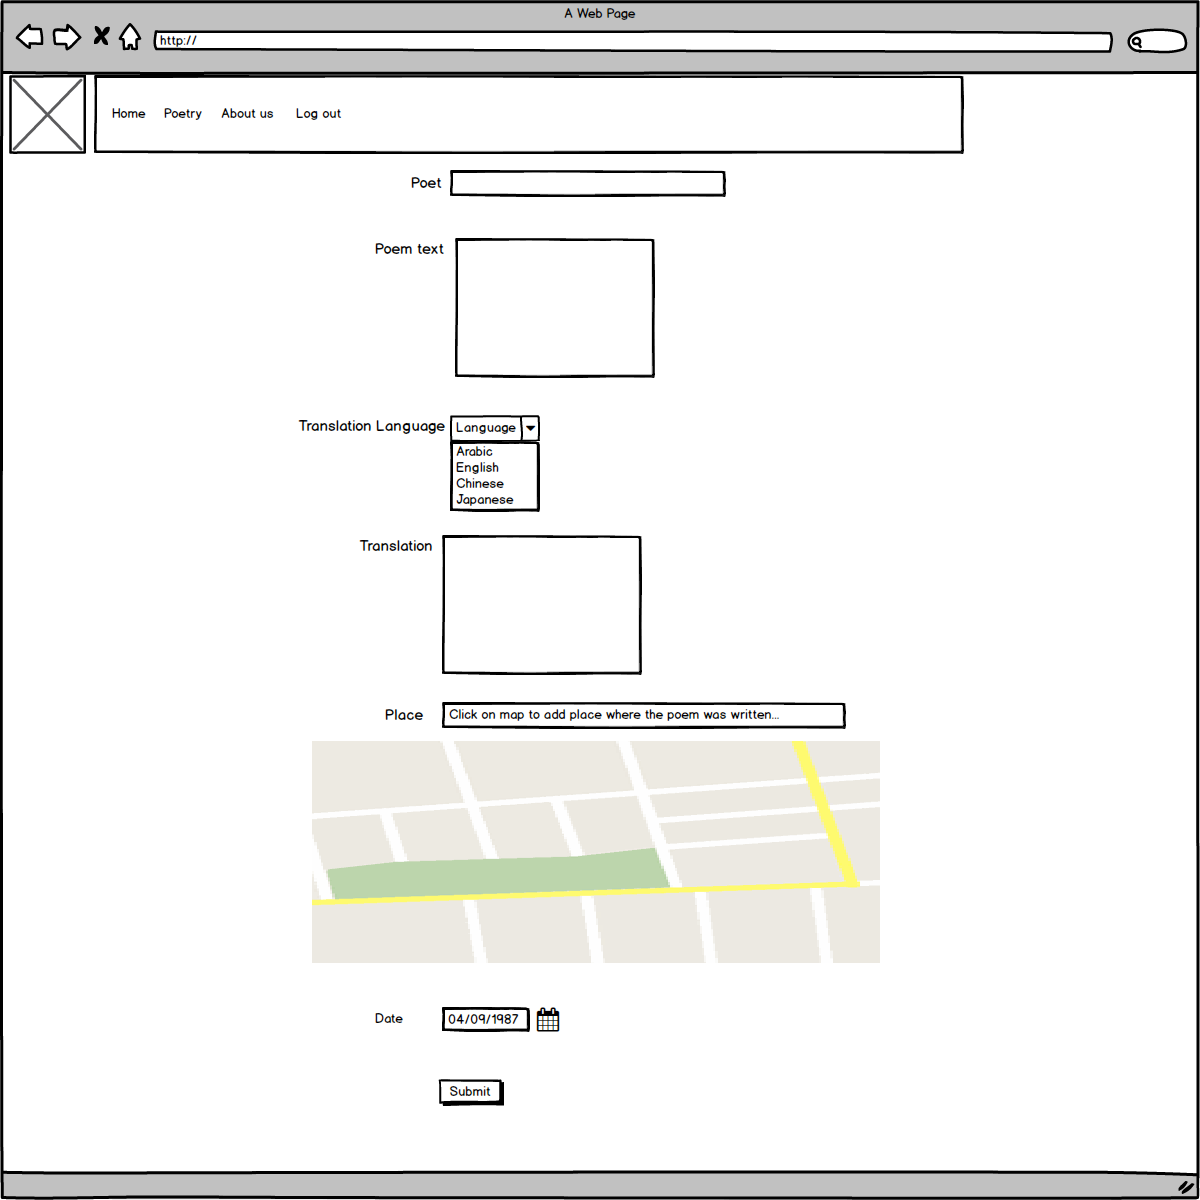 A Web Page
http://
Home Poetry About us Log out
Poet
Poem text
Translation Language Language
Arabic
English
Chinese
Japanese
Translation
Place Click on map to add place where the poem was written...
Date 04/09/1987
Submit